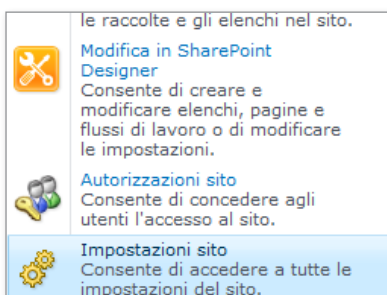 le raccolte e gli elenchi nel sito.
Modifica in SharePoint
Designer
Consente di creare e
modificare elenchi, pagine e
flussi di lavoro o di modificare
le impostazioni.
Autorizzazioni sito
Consente di concedere agli
utenti l'accesso al sito.
Impostazioni sito
Consente di accedere a tutte le
impostazioni del sito.